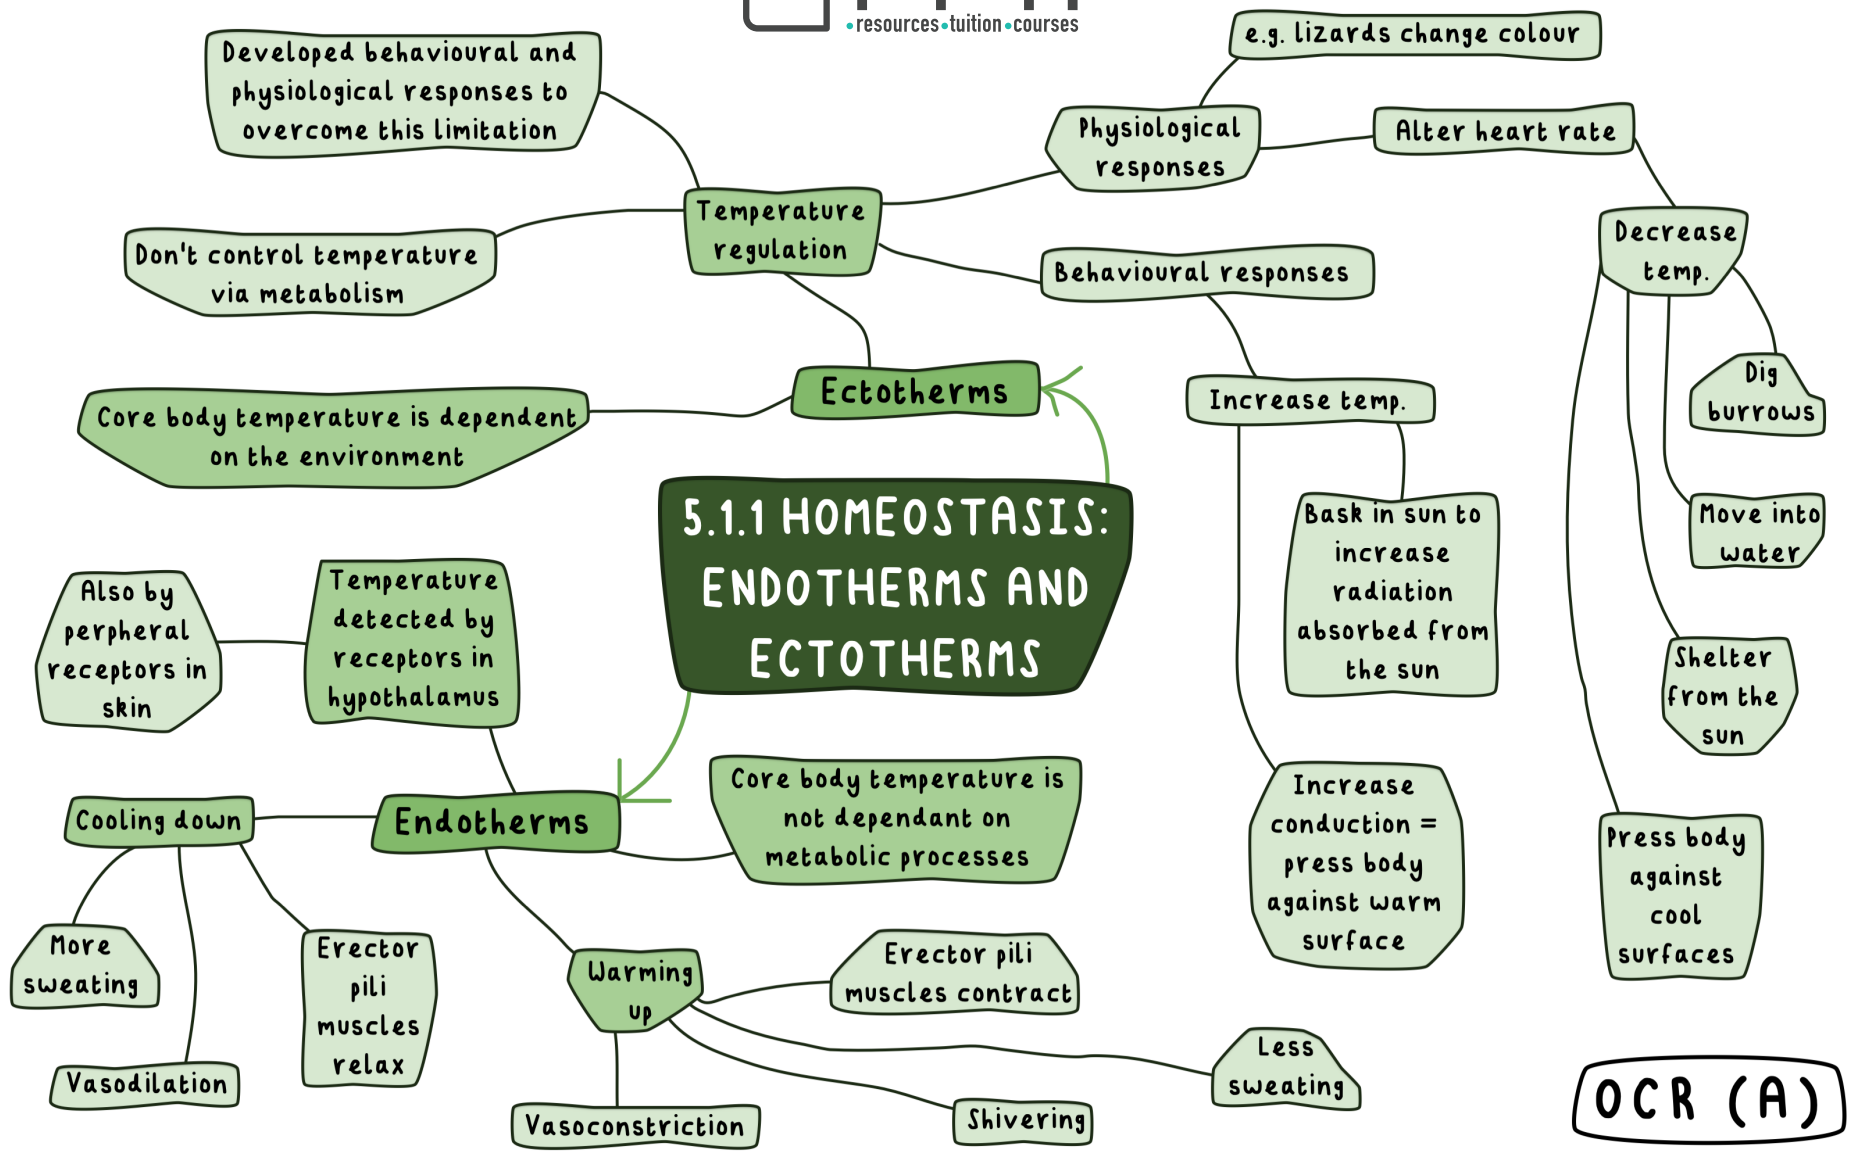 •resources•tuition•courses
Developed behavioural and
physiological responses to
overcome this limitation
e.g. lizards change colour
Physiological
responses
Alter heart rate
Temperature
regulation
Don't control temperature
via metabolism
Behavioural responses
Decrease
temp.
Dig
burrows
Ectotherms
Increase temp.
Core body temperature is dependent
on the environment
5.1.1 HOMEOSTASIS:
ENDOTHERMS AND
ECTOTHERMS
Bask in sun to
increase
radiation
absorbed from
the sun
Move into
water
Also by
perpheral
receptors in
skin
Temperature
detected by
receptors in
hypothalamus
Shelter
from the
sun
Core body temperature is
not dependant on
metabolic processes
Increase
conduction =
press body
against warm
surface
Press body
against
cool
surfaces
Cooling down
Endotherms
More
sweating
Erector
pili
muscles
relax
Vasodilation
Warming
up
Erector pili
muscles contract
Less
sweating
Shivering
Vasoconstriction
OCR (A)